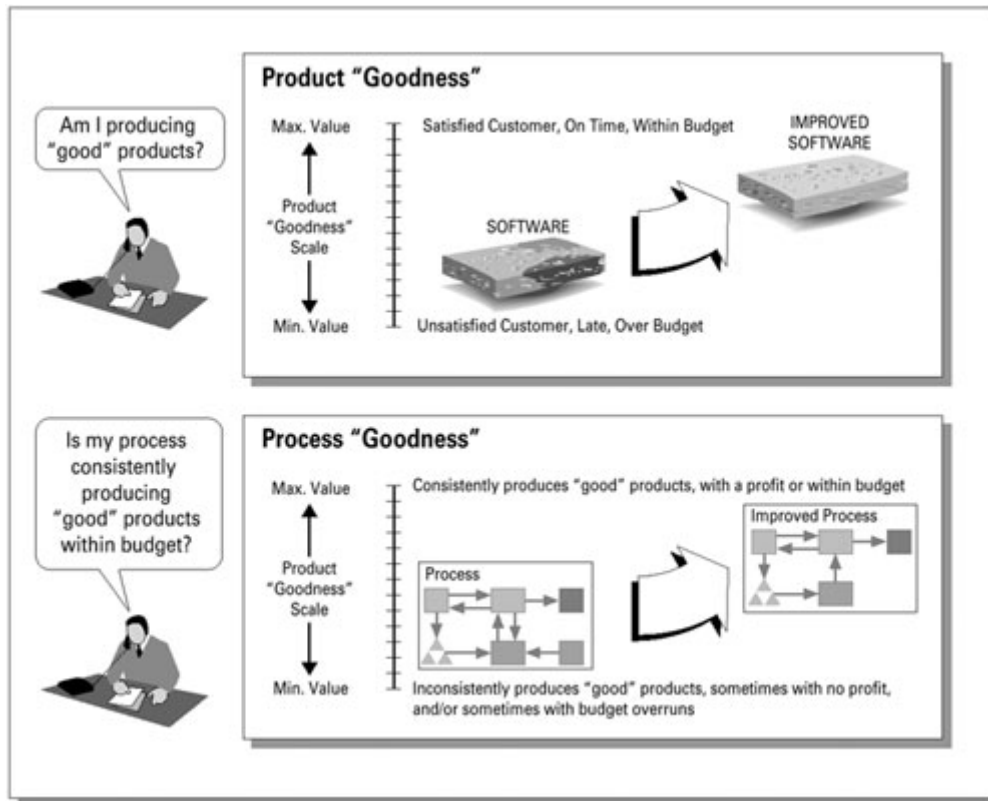 Product “Goodness”
Am I producing
“good” products?
Max. Value
Satisfied Customer, On Time, Within Budget
IMPROVED
SOFTWARE
Product
“Goodness”
Scale
SOFTWARE
Min. Value
Unsatisfied Customer, Late, Over Budget
Is my process
consistently
producing
“good” products
within budget?
Process “Goodness”
Max. Value
Consistently produces “good” products, with a profit or within budget
Improved Process
Product
“Goodness”
Scale
Process
Min. Value
Inconsistently produces “good” products, sometimes with no profit,
and/or sometimes with budget overruns